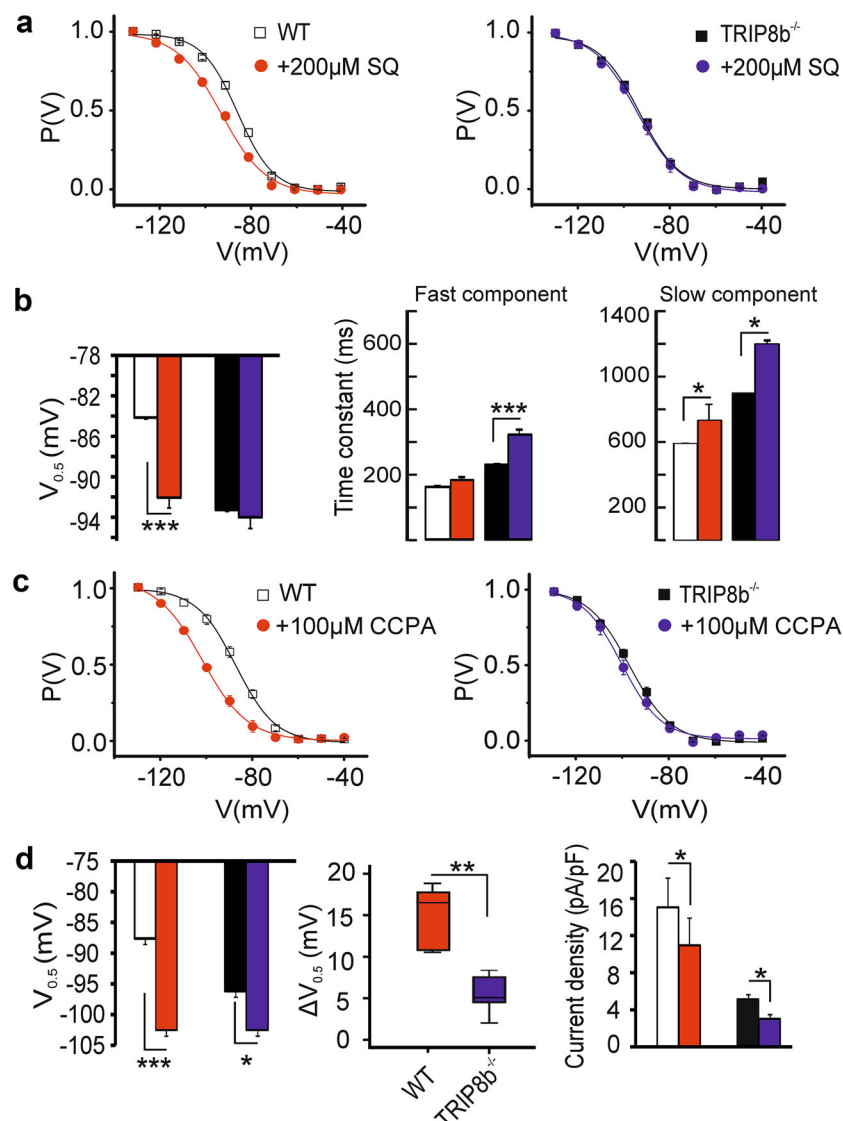 a
1.0
0.5
0.0
P(V)
-120
-80
-40
V(mV)
WT
+200µM SQ
1.0
0.5
0.0
P(V)
-120
-80
-40
V(mV)
TRIP8b-/-
+200µM SQ
b
-78
-82
-86
-90
-94
V0.5 (mV)
***
Fast component
600
400
200
Time constant (ms)
***
Slow component
1400
1000
600
200
*
*
c
1.0
0.5
0.0
P(V)
-120
-80
-40
V(mV)
WT
+100µM CCPA
1.0
0.5
0.0
P(V)
-120
-80
-40
V(mV)
TRIP8b-/-
+100µM CCPA
d
-75
-80
-85
-90
-95
-100
-105
V0.5 (mV)
***
*
20
15
10
5
0
ΔV0.5 (mV)
**
WT
TRIP8b-/-
20
16
12
8
4
0
Current density (pA/pF)
*
*